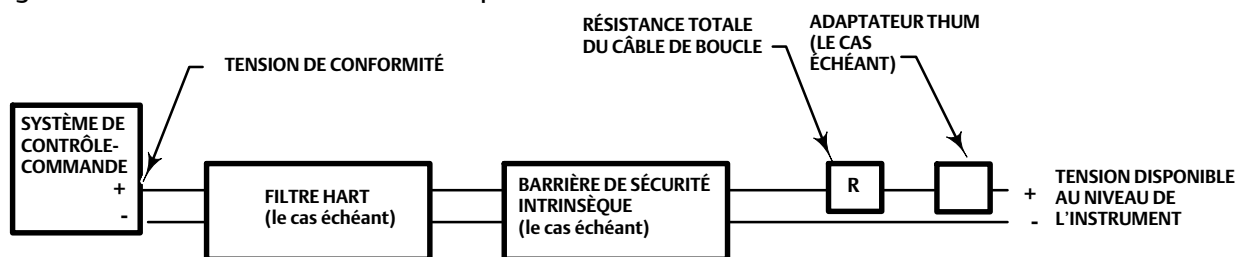 RÉSISTANCE TOTALE
DU CÂBLE DE BOUCLE
ADAPTATEUR THUM
(LE CAS
ÉCHÉANT)
TENSION DE CONFORMITÉ
SYSTÈME DE
CONTRÔLE-
COMMANDE
+
-
FILTRE HART
(le cas échéant)
BARRIÈRE DE SÉCURITÉ
INTRINSÈQUE
(le cas échéant)
R
+
-
TENSION DISPONIBLE
AU NIVEAU DE
L'INSTRUMENT